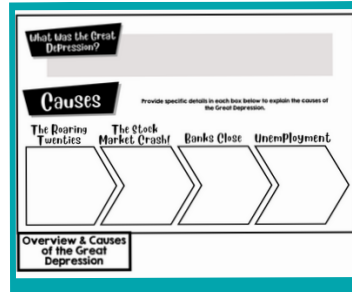 What Was the Great
Depression?
Causes
Provide specific details in each box below to explain the causes of
the Great Depression.
The Roaring
Twenties
The Stock
Market Crash!
Banks Close
Unemployment
Overview & Causes
of the Great
Depression